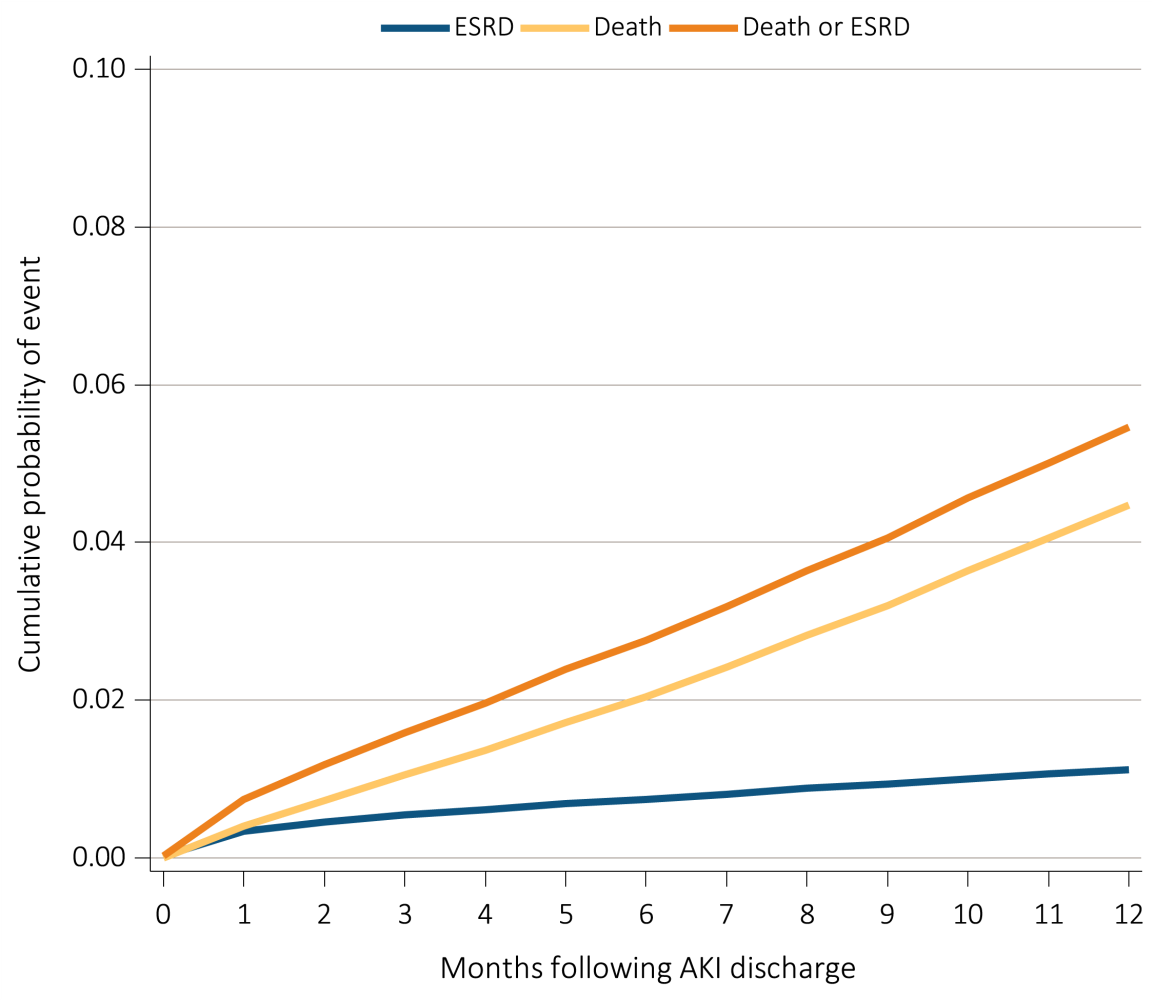 ESRD Death Death or ESRD
0.10
0.08
0.06
0.04
0.02
0.00
Cumulative probability of event
0 1 2 3 4 5 6 7 8 9 10 11 12
Months following AKI discharge